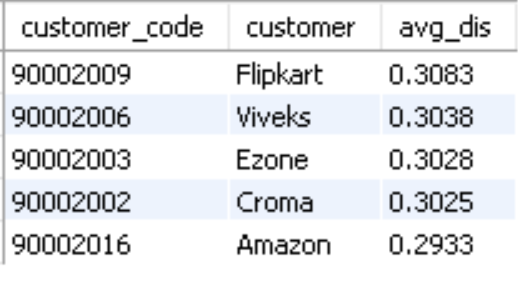 customer_code customer avg_dis
90002009 Flipkart 0.3083
90002006 Viveks 0.3038
90002003 Ezone 0.3028
90002002 Croma 0.3025
90002016 Amazon 0.2933